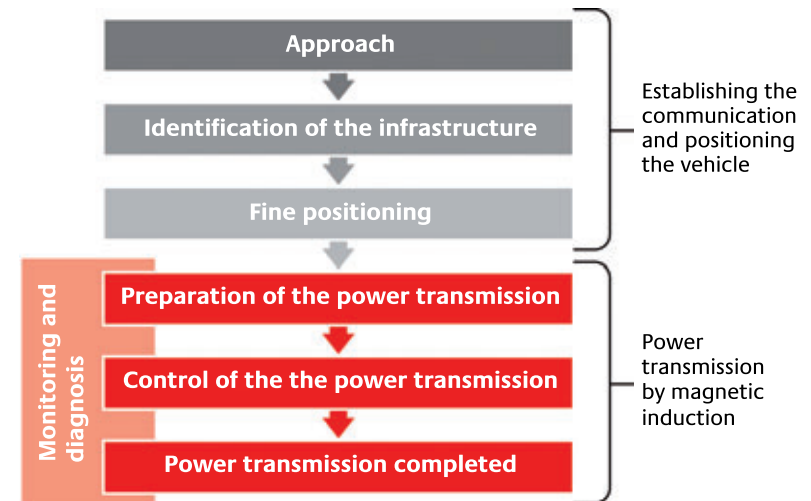 Approach
Identification of the infrastructure
Fine positioning
Establishing the
communication
and positioning
the vehicle
Monitoring and
diagnosis
Preparation of the power transmission
Control of the the power transmission
Power transmission completed
Power
transmission
by magnetic
induction